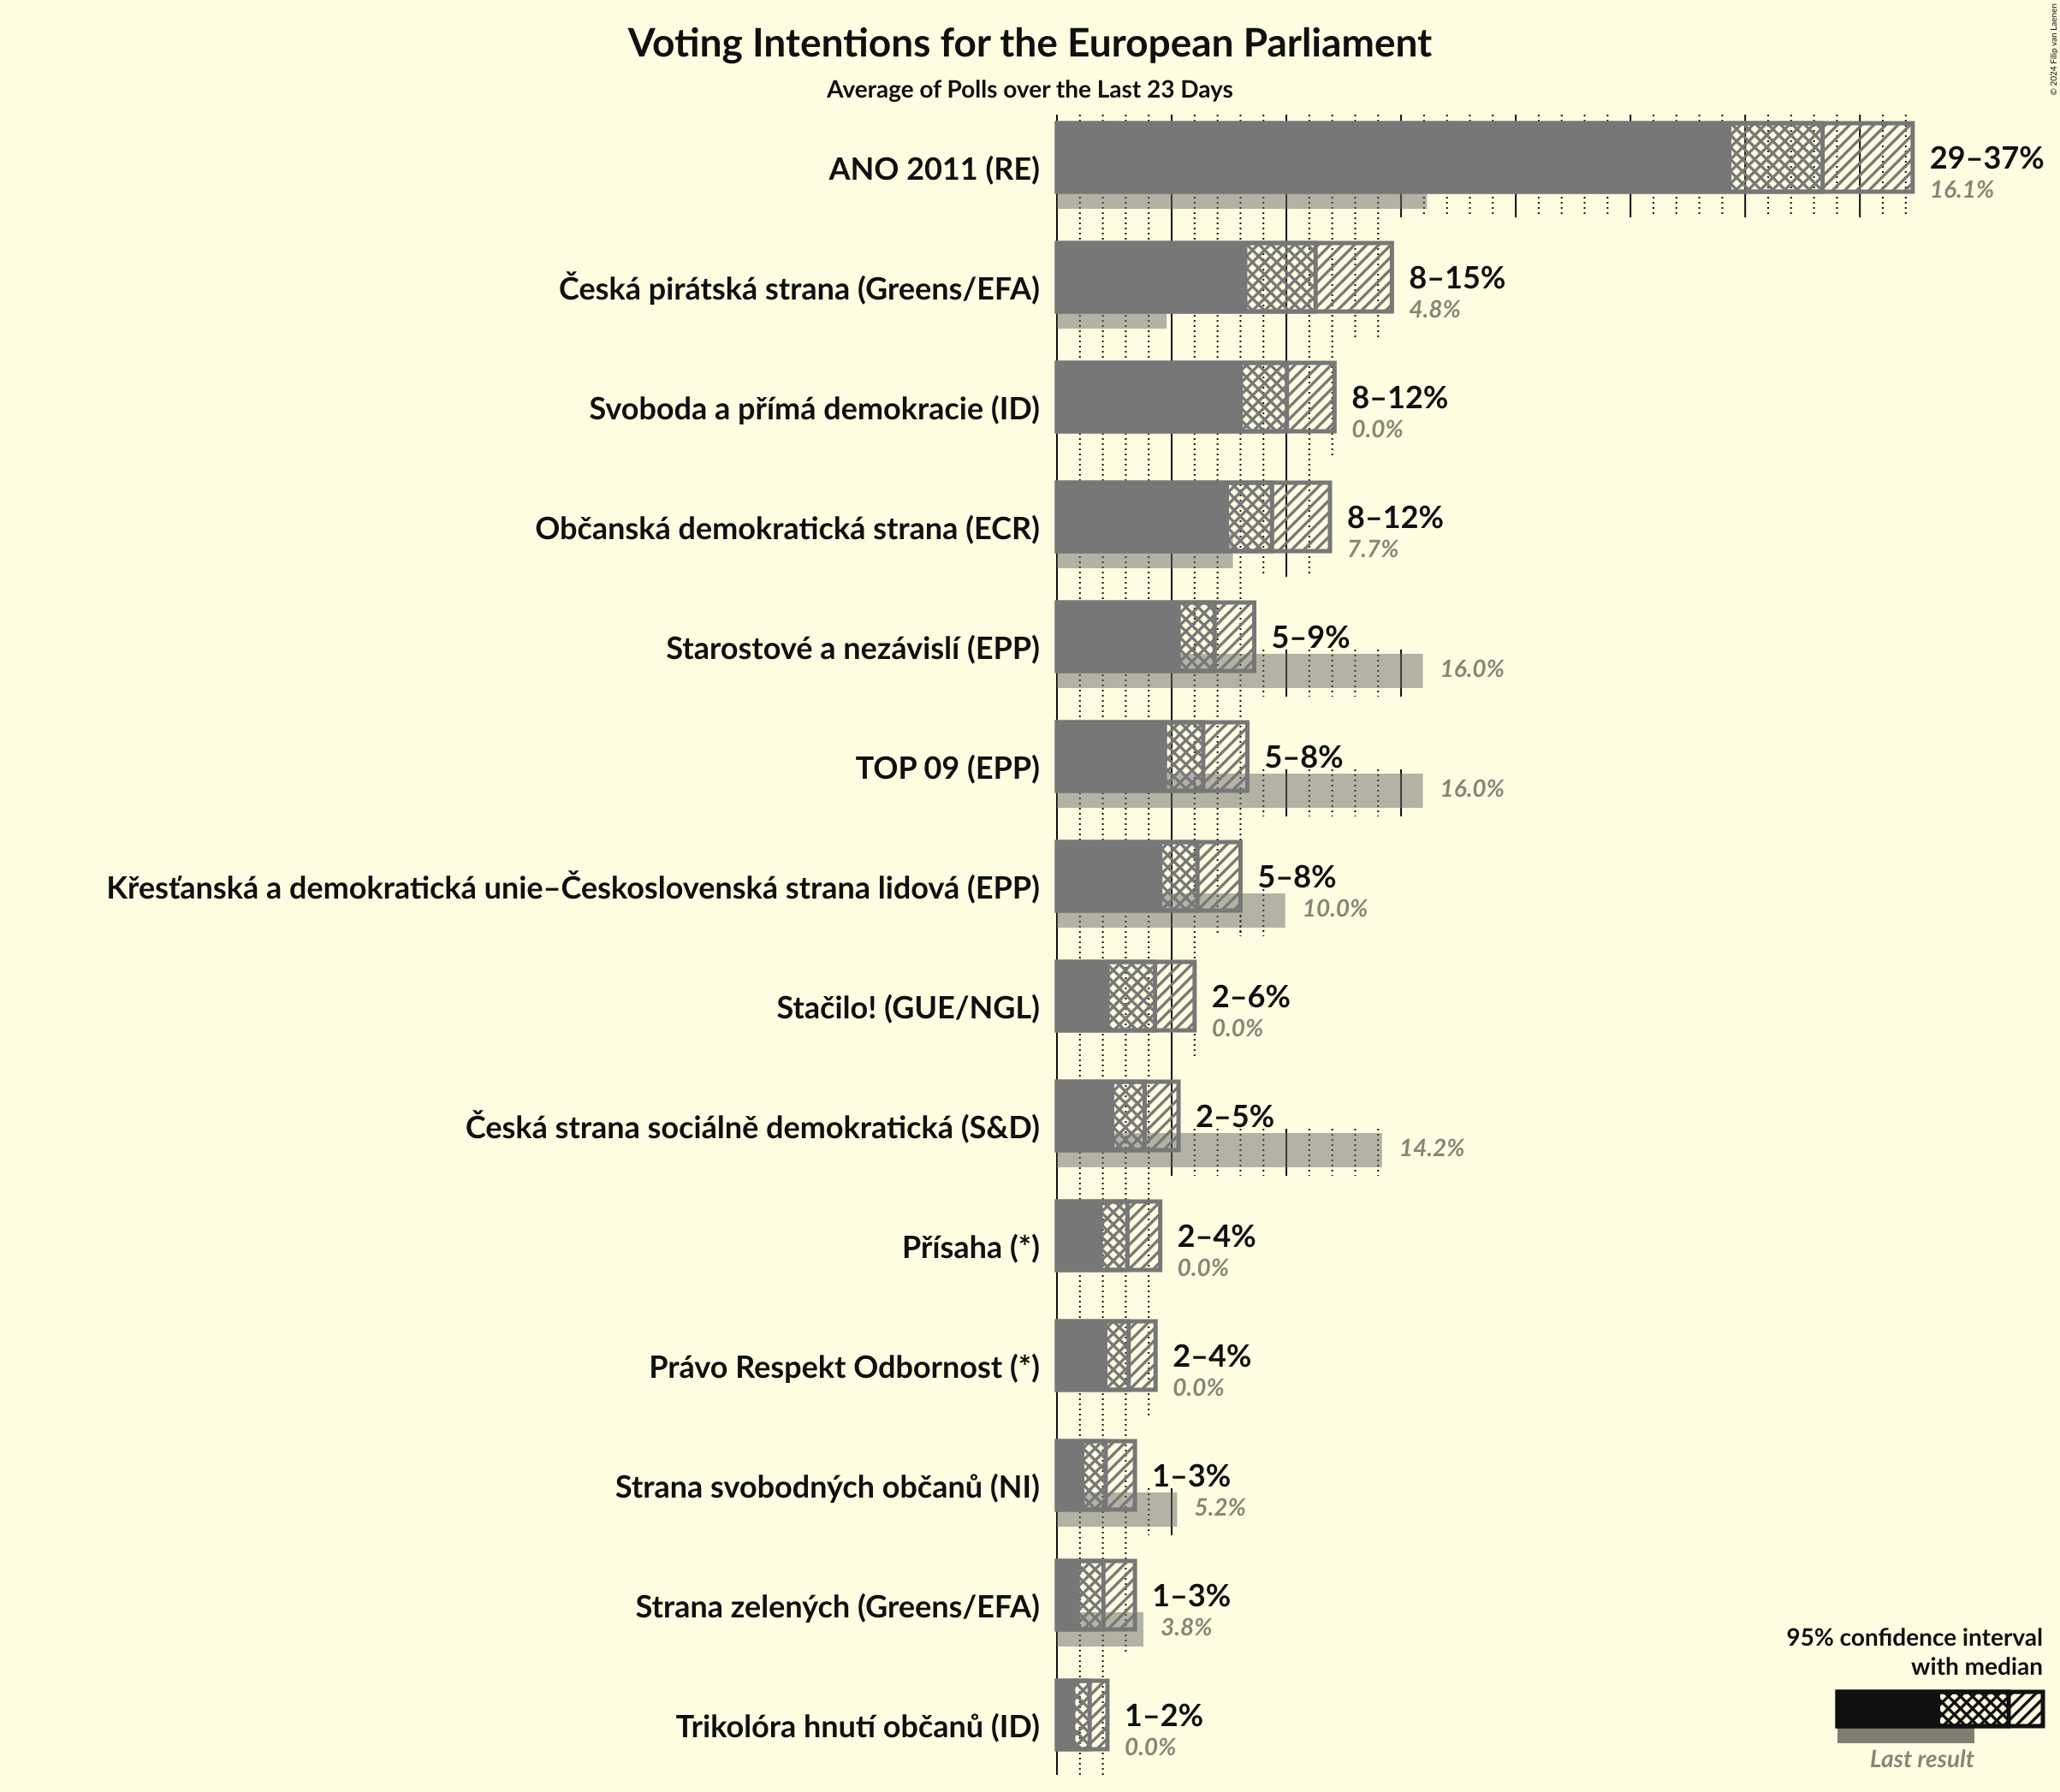 Voting Intentions for the European Parliament
Average of Polls over the Last 23 Days
© 2024 Filip van Laenen
ANO 2011 (RE)
29–37%
16.1%
Česká pirátská strana (Greens/EFA)
8–15%
4.8%
Svoboda a přímá demokracie (ID)
8–12%
0.0%
Občanská demokratická strana (ECR)
8–12%
7.7%
Starostové a nezávislí (EPP)
5–9%
16.0%
TOP 09 (EPP)
5–8%
16.0%
Křesťanská a demokratická unie–Československá strana lidová (EPP)
5–8%
10.0%
Stačilo! (GUE/NGL)
2–6%
0.0%
Česká strana sociálně demokratická (S&D)
2–5%
14.2%
Přísaha (*)
2–4%
0.0%
Právo Respekt Odbornost (*)
2–4%
0.0%
Strana svobodných občanů (NI)
1–3%
5.2%
Strana zelených (Greens/EFA)
1–3%
3.8%
Trikolóra hnutí občanů (ID)
1–2%
0.0%
95% confidence interval
with median
Last result